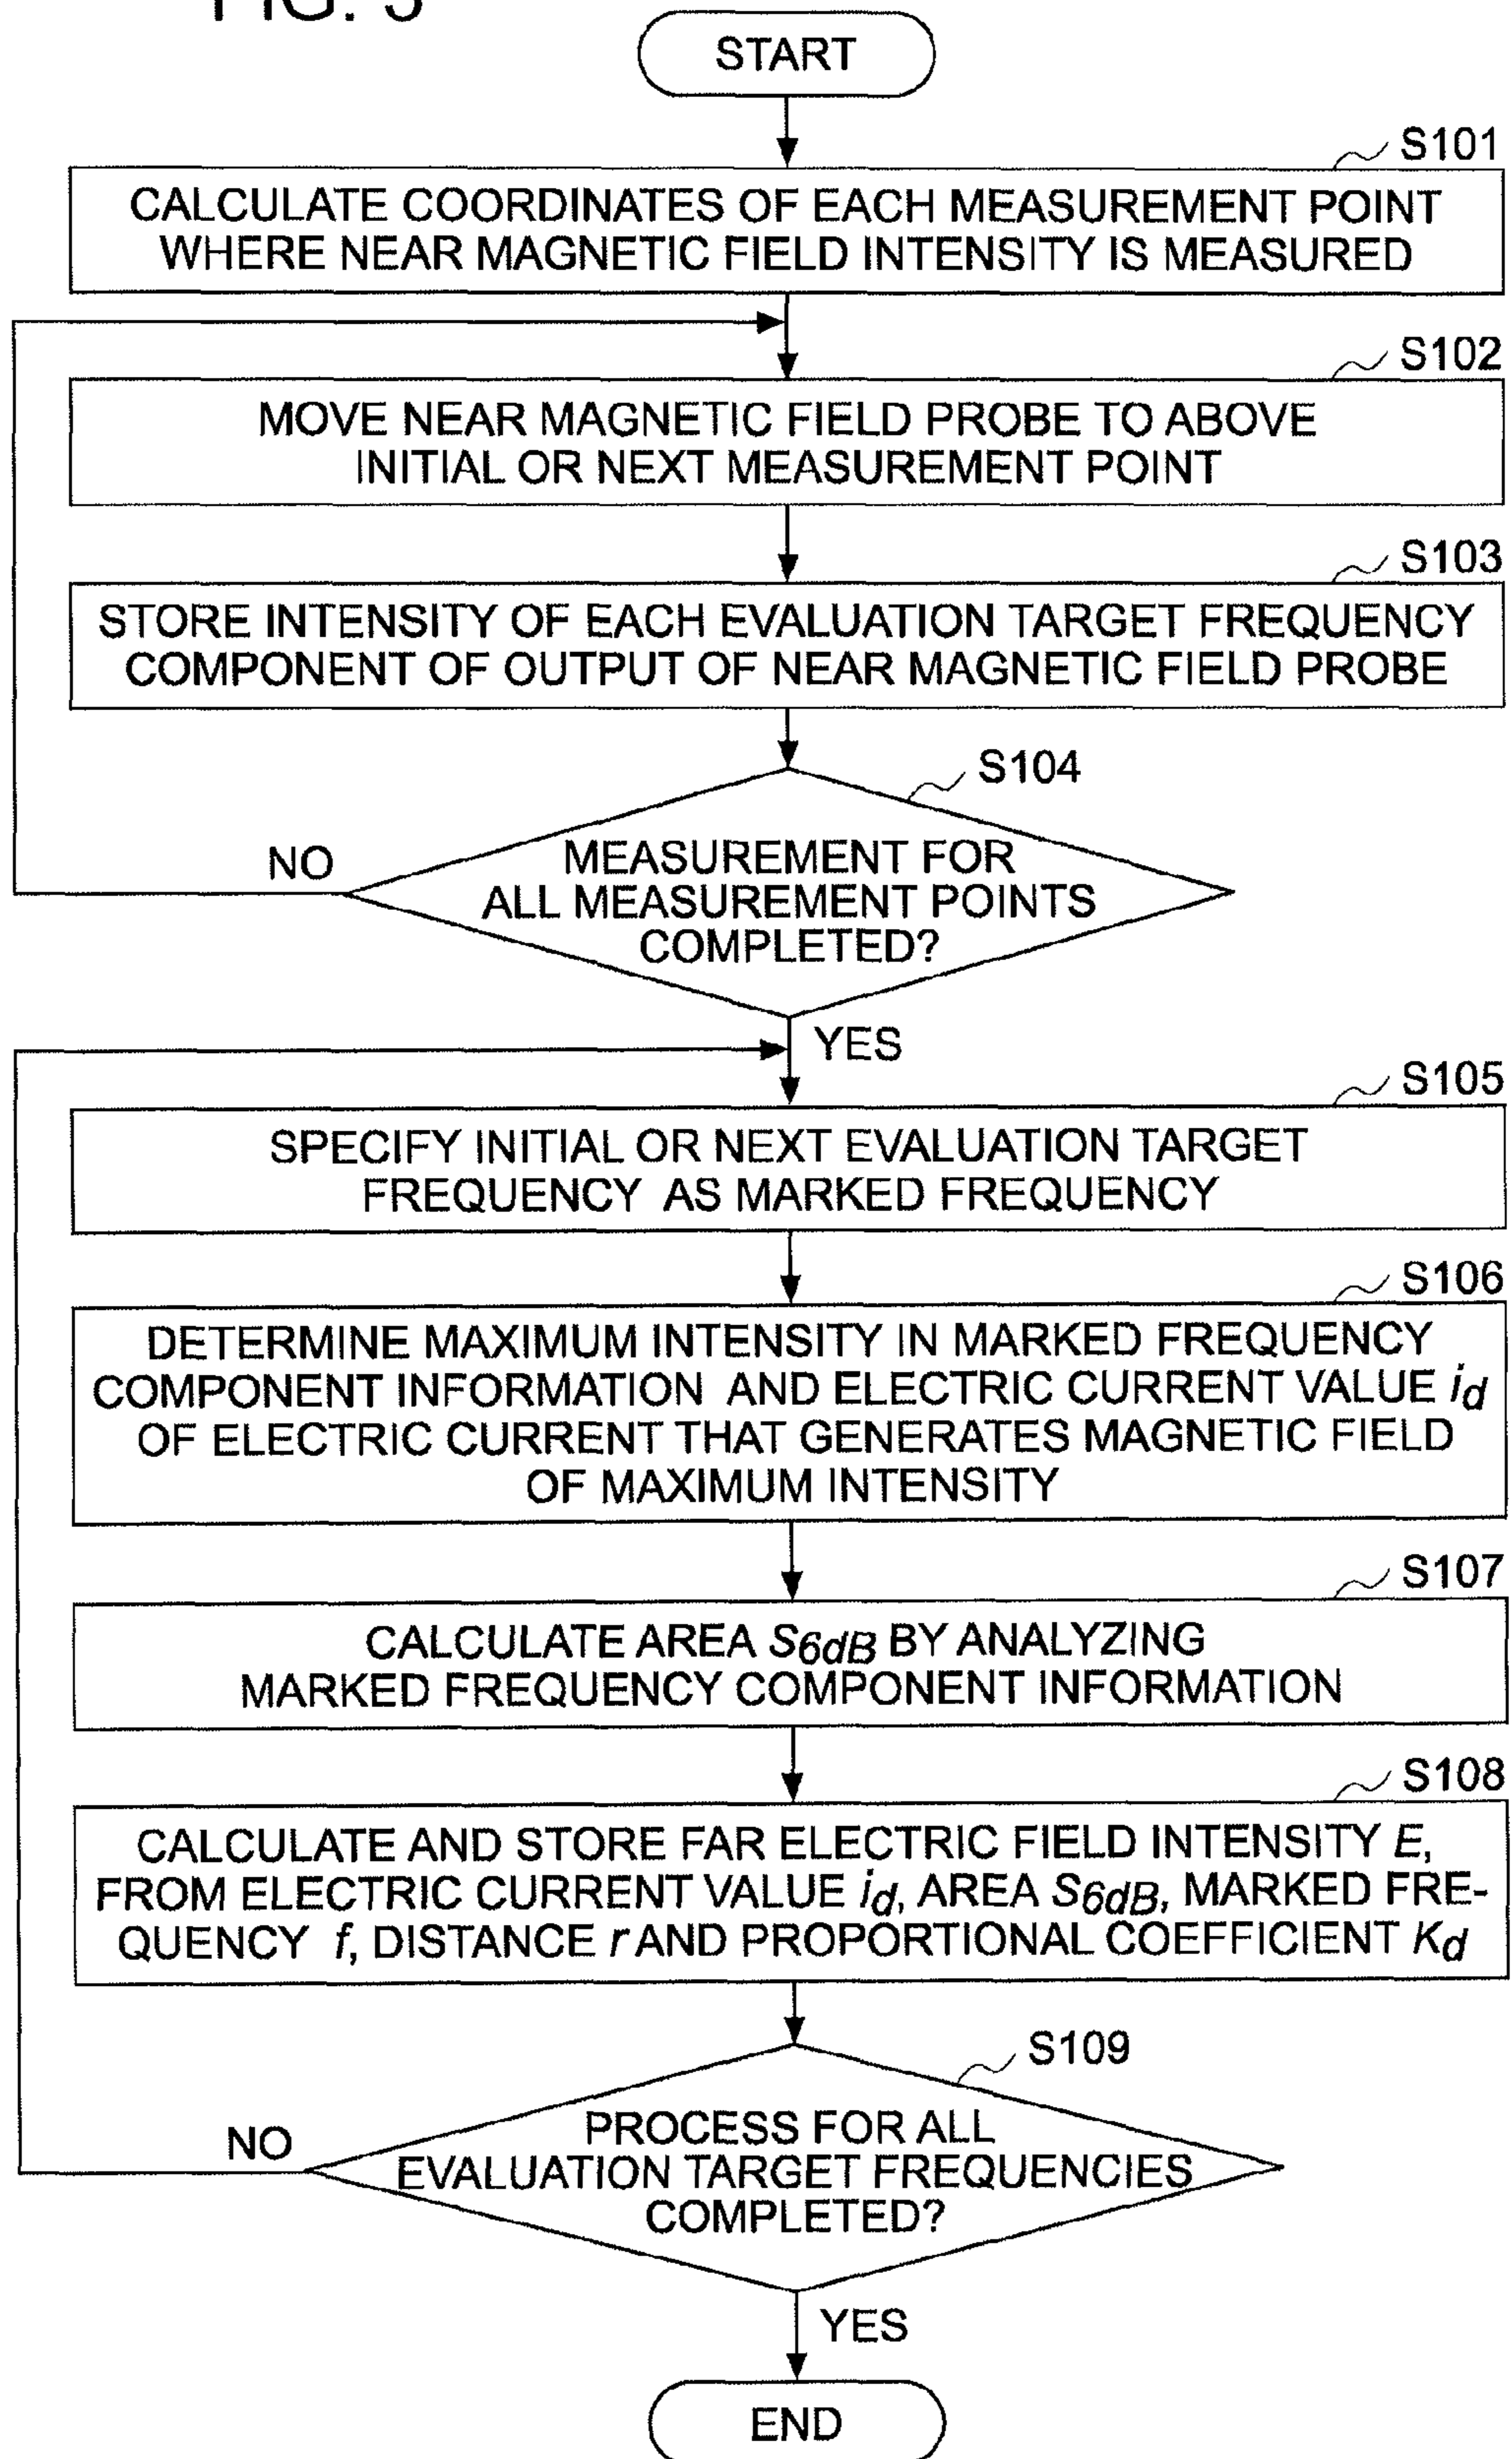 START
S101
CALCULATE COORDINATES OF EACH MEASUREMENT POINT
WHERE NEAR MAGNETIC FIELD INTENSITY IS MEASURED
S102
MOVE NEAR MAGNETIC FIELD PROBE TO ABOVE
INITIAL OR NEXT MEASUREMENT POINT
S103
STORE INTENSITY OF EACH EVALUATION TARGET FREQUENCY
COMPONENT OF OUTPUT OF NEAR MAGNETIC FIELD PROBE
S104
NO
MEASUREMENT FOR
ALL MEASUREMENT POINTS
COMPLETED?
YES
S105
SPECIFY INITIAL OR NEXT EVALUATION TARGET
FREQUENCY AS MARKED FREQUENCY
S106
DETERMINE MAXIMUM INTENSITY IN MARKED FREQUENCY
COMPONENT INFORMATION AND ELECTRIC CURRENT VALUE id
OF ELECTRIC CURRENT THAT GENERATES MAGNETIC FIELD
OF MAXIMUM INTENSITY
S107
CALCULATE AREA S6dB BY ANALYZING
MARKED FREQUENCY COMPONENT INFORMATION
S108
CALCULATE AND STORE FAR ELECTRIC FIELD INTENSITY E,
FROM ELECTRIC CURRENT VALUE id, AREA S6dB, MARKED FRE-
QUENCY f, DISTANCE r AND PROPORTIONAL COEFFICIENT Kd
S109
NO
PROCESS FOR ALL
EVALUATION TARGET FREQUENCIES
COMPLETED?
YES
END